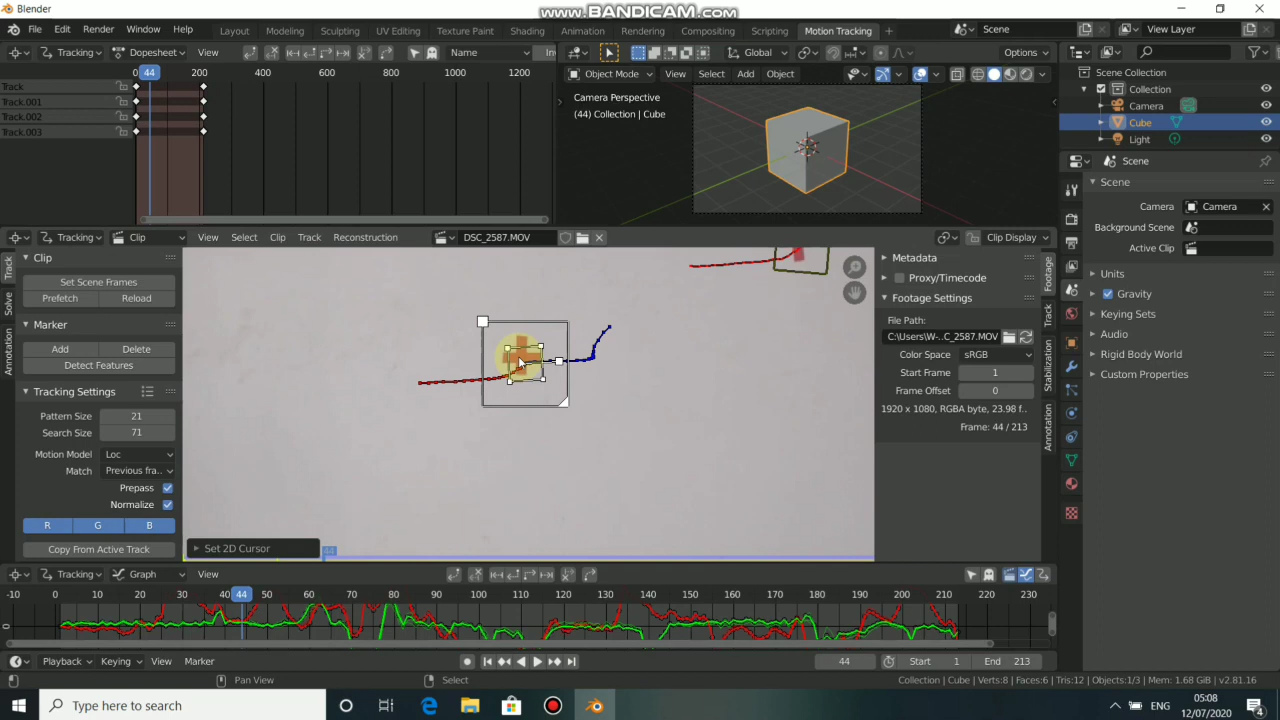 Blender
www.BANDICAM.com
File Edit Render Window Help Layout Modeling Sculpting UV Editing Texture Paint Shading Animation Rendering Compositing Scripting Motion Tracking + Scene View Layer
Tracking Dopesheet View Name In Global Options
0 44 200 400 600 800 1000 1200
Object Mode View Select Add Object
Track
Track.001
Track.002
Track.003
Camera Perspective
(44) Collection | Cube
Scene Collection
Collection
Camera
Cube
Light
Scene
Scene
Camera Camera
Background Scene
Active Clip
Units
Gravity
Keying Sets
Audio
Rigid Body World
Custom Properties
Tracking Clip View Select Clip Track Reconstruction DSC_2587.MOV Clip Display
Track
Solve
Annotation
Clip
Set Scene Frames
Prefetch Reload
Marker
Add Delete
Detect Features
Tracking Settings
Pattern Size 21
Search Size 71
Motion Model Loc
Match Previous fra..
Prepass
Normalize
R G B
Copy From Active Track
Set 2D Cursor
44
Metadata
Proxy/Timecode
Footage Settings
File Path:
C:\Users\W-...C_2587.MOV
Color Space sRGB
Start Frame 1
Frame Offset 0
1920 x 1080, RGBA byte, 23.98 f..
Frame: 44 / 213
Footage
Track
Stabilization
Annotation
Tracking Graph View
-10 0 10 20 30 44 50 60 70 80 90 100 110 120 130 140 150 160 170 180 190 200 210 220 230
0
Playback Keying View Marker 44 Start 1 End 213
Pan View Select Collection | Cube | Verts:8 | Faces:6 | Tris:12 | Objects:1/3 | Mem: 1.68 GiB | v2.81.16
Type here to search
ENG
05:08
12/07/2020
4